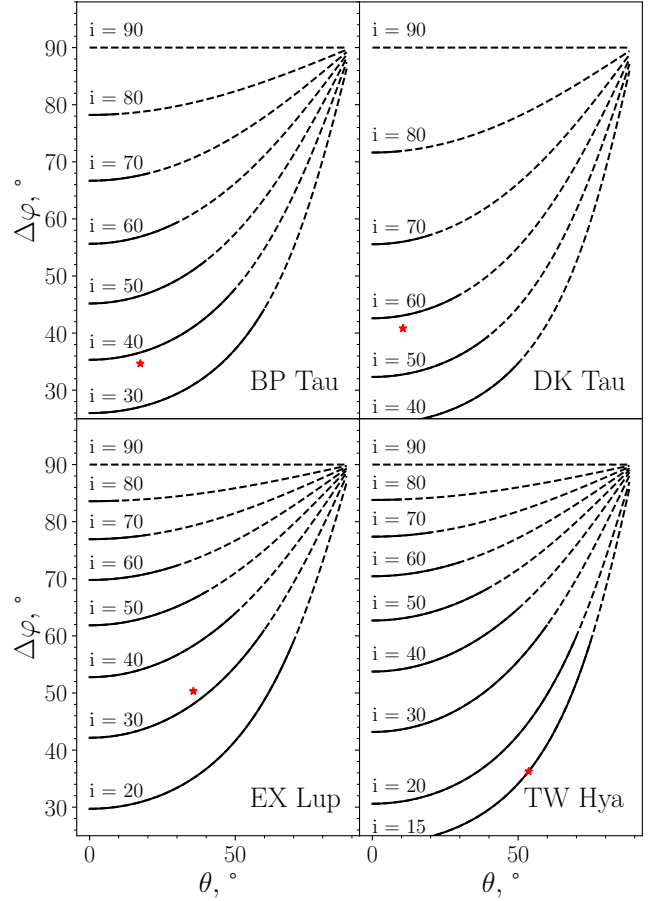 i = 90
i = 80
i = 70
i = 60
i = 50
i = 40
i = 30
BP Tau
90
80
70
60
50
40
30
Δφ, °
i = 90
i = 80
i = 70
i = 60
i = 50
i = 40
DK Tau
i = 90
i = 80
i = 70
i = 60
i = 50
i = 40
i = 30
i = 20
EX Lup
90
80
70
60
50
40
30
Δφ, °
0
50
θ, °
i = 90
i = 80
i = 70
i = 60
i = 50
i = 40
i = 30
i = 20
i = 15
TW Hya
0
50
θ, °